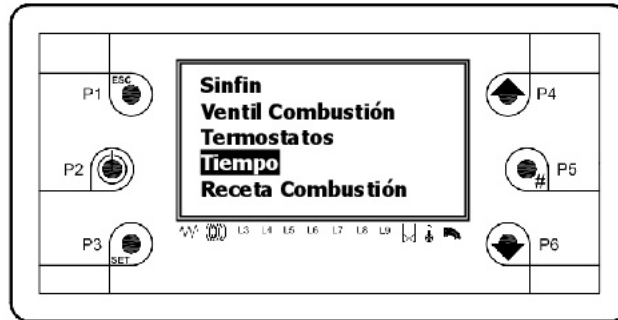 ESC
P1
P2
P3
SET
Sinfin
Ventil Combustión
Termostatos
Tiempo
Receta Combustión
L3 L4 L5 L6 L7 L8 L9
P4
P5
#
P6